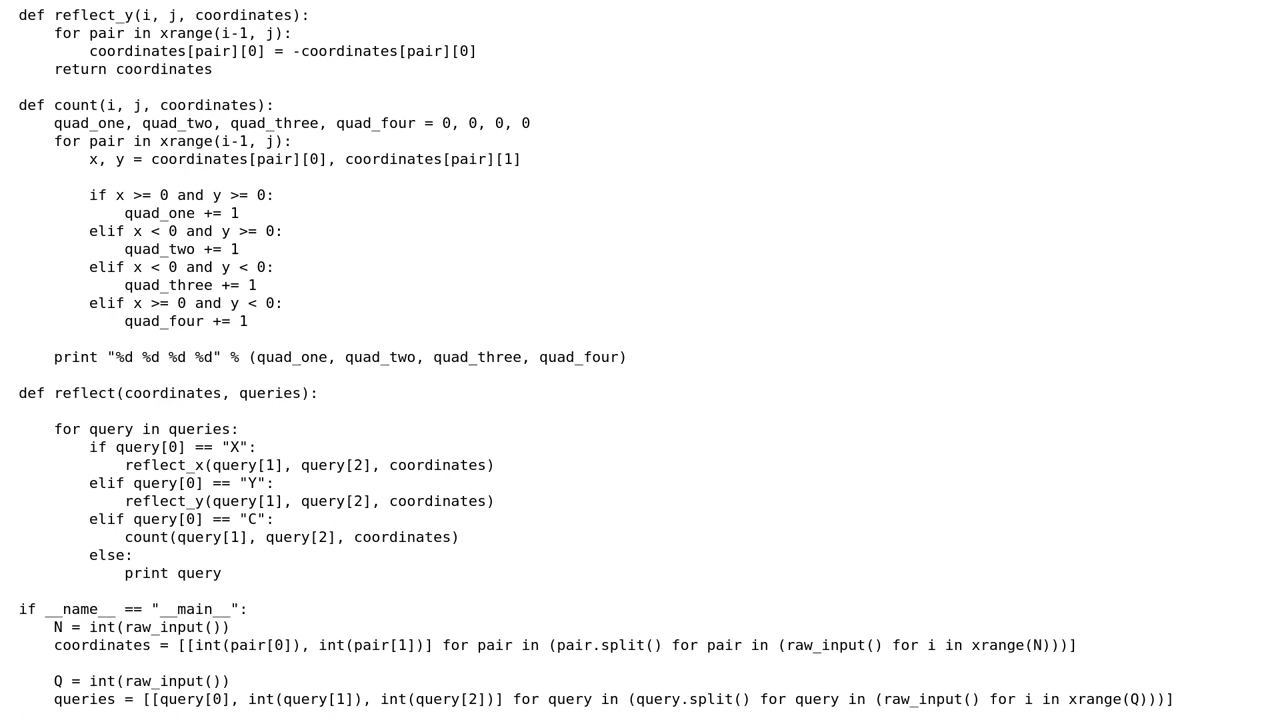 def reflect_y(i, j, coordinates):
    for pair in xrange(i-1, j):
        coordinates[pair][0] = -coordinates[pair][0]
    return coordinates

def count(i, j, coordinates):
    quad_one, quad_two, quad_three, quad_four = 0, 0, 0, 0
    for pair in xrange(i-1, j):
        x, y = coordinates[pair][0], coordinates[pair][1]

        if x >= 0 and y >= 0:
            quad_one += 1
        elif x < 0 and y >= 0:
            quad_two += 1
        elif x < 0 and y < 0:
            quad_three += 1
        elif x >= 0 and y < 0:
            quad_four += 1

    print "%d %d %d %d" % (quad_one, quad_two, quad_three, quad_four)

def reflect(coordinates, queries):

    for query in queries:
        if query[0] == "X":
            reflect_x(query[1], query[2], coordinates)
        elif query[0] == "Y":
            reflect_y(query[1], query[2], coordinates)
        elif query[0] == "C":
            count(query[1], query[2], coordinates)
        else:
            print query

if __name__ == "__main__":
    N = int(raw_input())
    coordinates = [[int(pair[0]), int(pair[1])] for pair in (pair.split() for pair in (raw_input() for i in xrange(N)))]

    Q = int(raw_input())
    queries = [[query[0], int(query[1]), int(query[2])] for query in (query.split() for query in (raw_input() for i in xrange(Q)))]